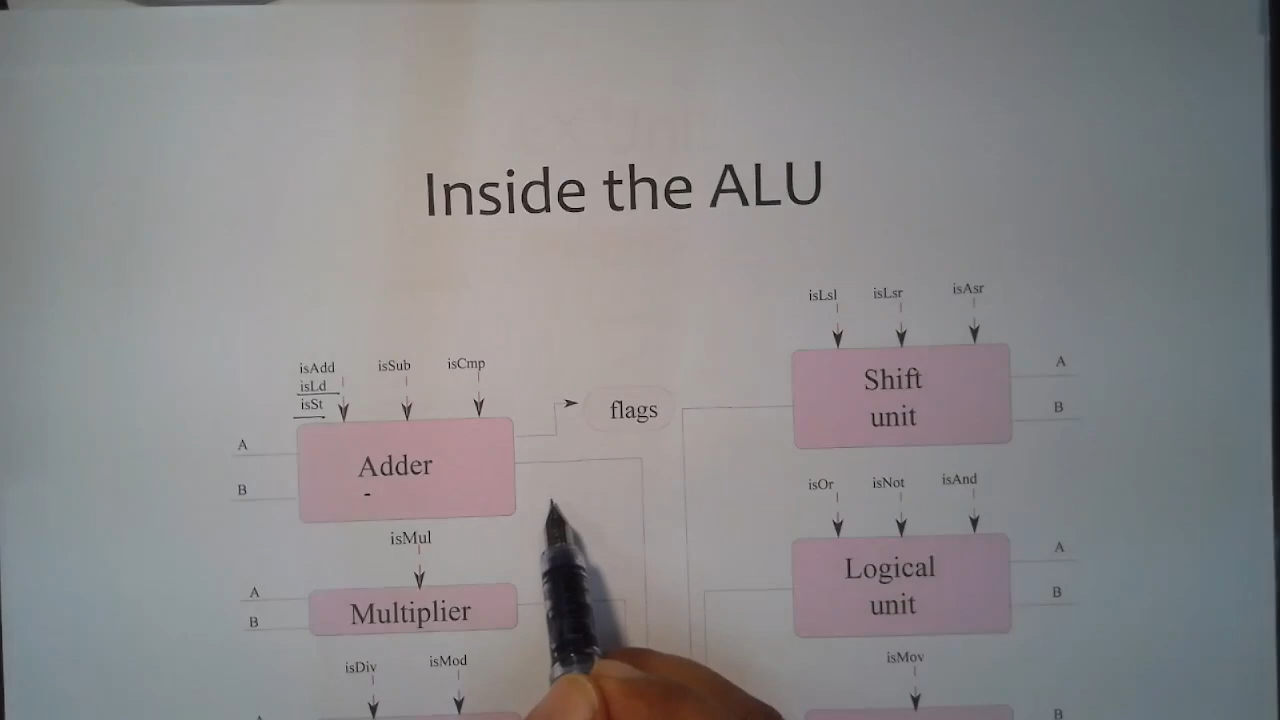 Inside the ALU
isAdd
isLd
isSt
isSub
isCmp
flags
A
B
Adder
isMul
A
B
Multiplier
isDiv
isMod
isLsl
isLsr
isAsr
Shift
unit
A
B
isOr
isNot
isAnd
Logical
unit
A
B
isMov
B